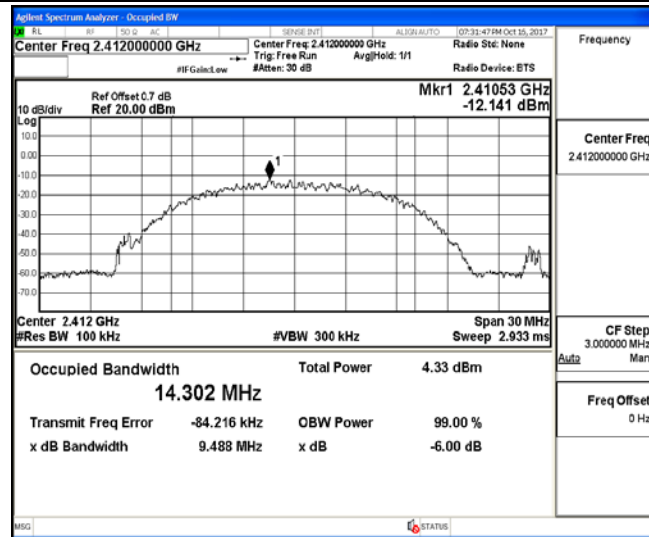 Agilent Spectrum Analyzer - Occupied BW
RL RF 50 Ω AC SENSE:INT ALIGN AUTO 07:31:47 PM Oct 15, 2017
Center Freq 2.412000000 GHz Center Freq: 2.412000000 GHz Radio Std: None
Trig: Free Run Avg|Hold: 1/1
#IFGain:Low #Atten: 30 dB Radio Device: BTS
Ref Offset 0.7 dB Mkr1 2.41053 GHz
10 dB/div Ref 20.00 dBm -12.141 dBm
Log
10.0
0.00
1
-10.0
-20.0
-30.0
-40.0
-50.0
-60.0
-70.0
Center 2.412 GHz Span 30 MHz
#Res BW 100 kHz #VBW 300 kHz Sweep 2.933 ms
Occupied Bandwidth Total Power 4.33 dBm
14.302 MHz
Transmit Freq Error -84.216 kHz OBW Power 99.00 %
x dB Bandwidth 9.488 MHz x dB -6.00 dB
MSG STATUS
Frequency
Center Freq
2.412000000 GHz
CF Step
3.000000 MHz
Auto Man
Freq Offset
0 Hz